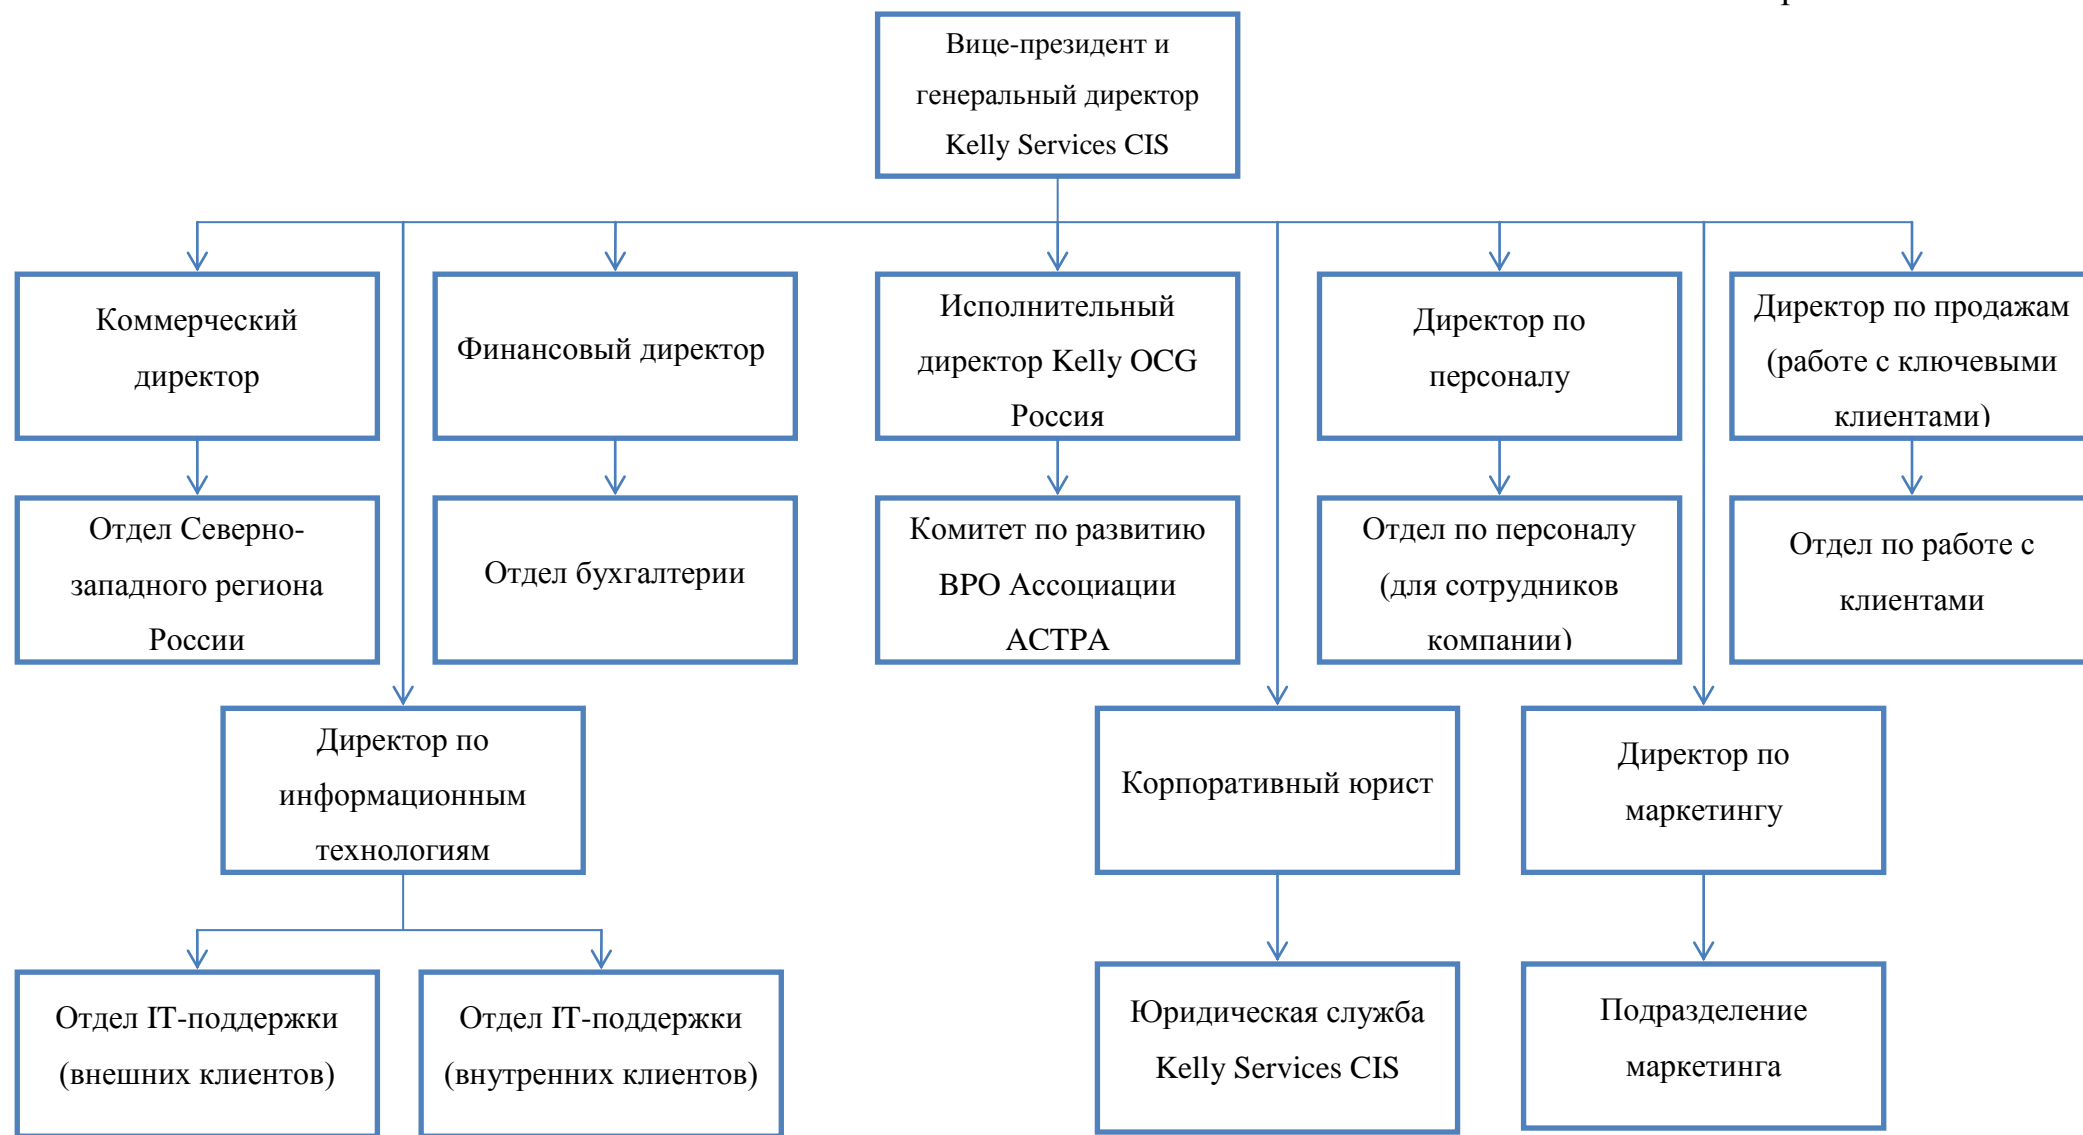 Вице-президент и
генеральный директор
Kelly Services CIS
Коммерческий
директор
Финансовый директор
Исполнительный
директор Kelly OCG
Россия
Директор по
персоналу
Директор по продажам
(работе с ключевыми
клиентами)
Отдел Северно-
западного региона
России
Отдел бухгалтерии
Комитет по развитию
BPO Ассоциации
АСТРА
Отдел по персоналу
(для сотрудников
компании)
Отдел по работе с
клиентами
Директор по
информационным
технологиям
Корпоративный юрист
Директор по
маркетингу
Отдел IT-поддержки
(внешних клиентов)
Отдел IT-поддержки
(внутренних клиентов)
Юридическая служба
Kelly Services CIS
Подразделение
маркетинга